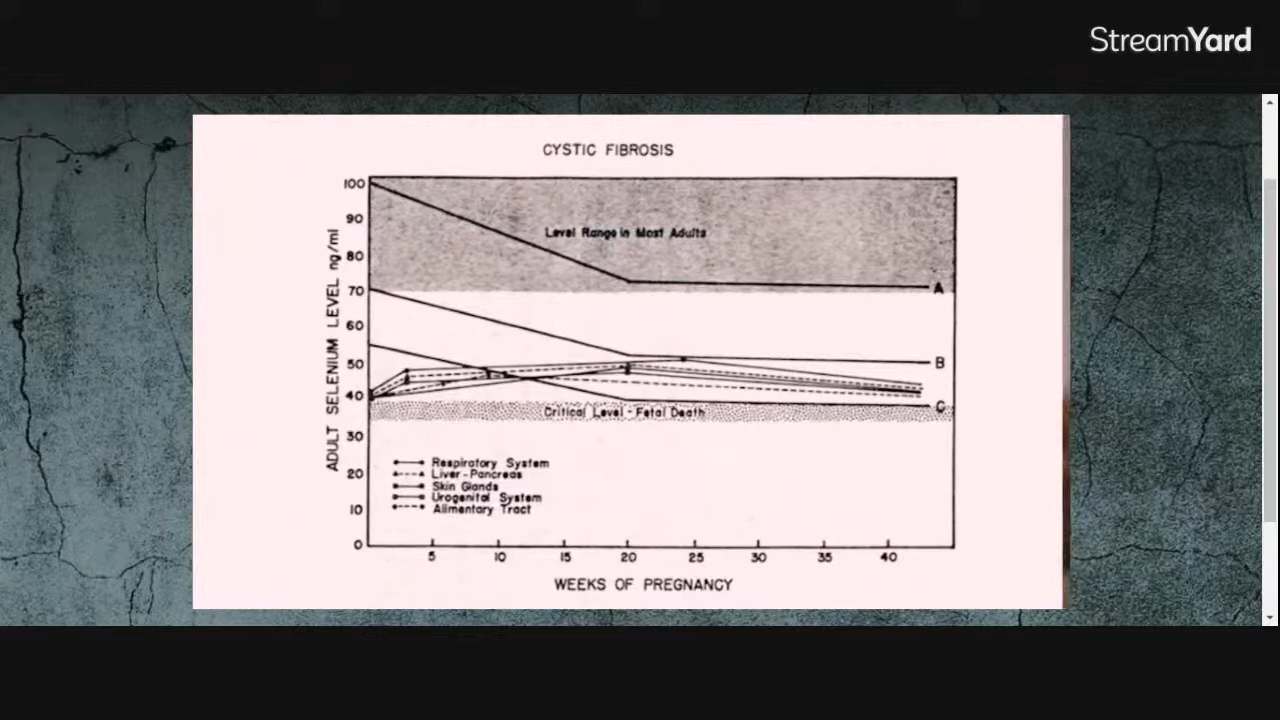 StreamYard
CYSTIC FIBROSIS
ADULT SELENIUM LEVEL ng/ml
100
90
80
70
60
50
40
30
20
10
0
Level Range in Most Adults
A
B
C
Critical Level - Fetal Death
Respiratory System
Liver-Pancreas
Skin Glands
Urogenital System
Alimentary Tract
5 10 15 20 25 30 35 40
WEEKS OF PREGNANCY